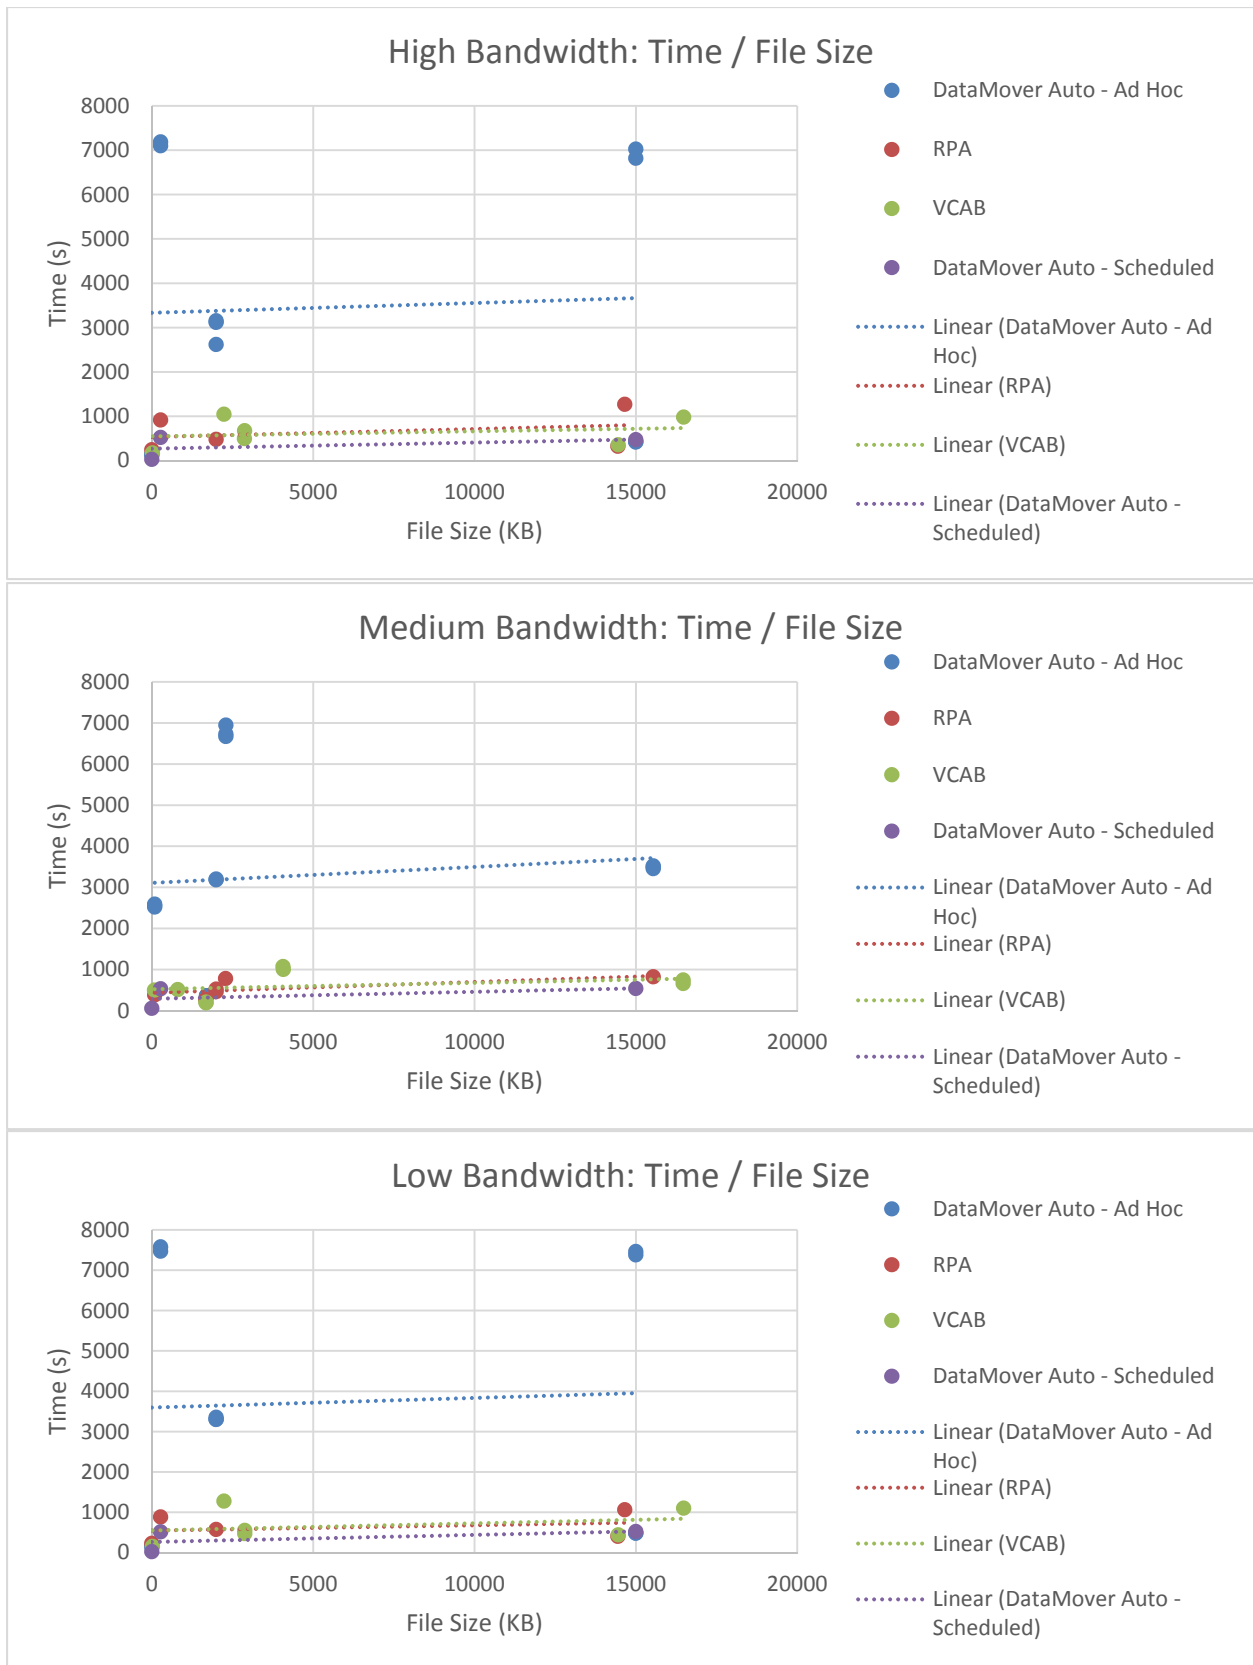 High Bandwidth: Time / File Size
8000
7000
6000
5000
4000
3000
2000
1000
0
Time (s)
0 5000 10000 15000 20000
File Size (KB)
DataMover Auto - Ad Hoc
RPA
VCAB
DataMover Auto - Scheduled
Linear (DataMover Auto - Ad
Hoc)
Linear (RPA)
Linear (VCAB)
Linear (DataMover Auto -
Scheduled)
Medium Bandwidth: Time / File Size
8000
7000
6000
5000
4000
3000
2000
1000
0
Time (s)
0 5000 10000 15000 20000
File Size (KB)
DataMover Auto - Ad Hoc
RPA
VCAB
DataMover Auto - Scheduled
Linear (DataMover Auto - Ad
Hoc)
Linear (RPA)
Linear (VCAB)
Linear (DataMover Auto -
Scheduled)
Low Bandwidth: Time / File Size
8000
7000
6000
5000
4000
3000
2000
1000
0
Time (s)
0 5000 10000 15000 20000
File Size (KB)
DataMover Auto - Ad Hoc
RPA
VCAB
DataMover Auto - Scheduled
Linear (DataMover Auto - Ad
Hoc)
Linear (RPA)
Linear (VCAB)
Linear (DataMover Auto -
Scheduled)